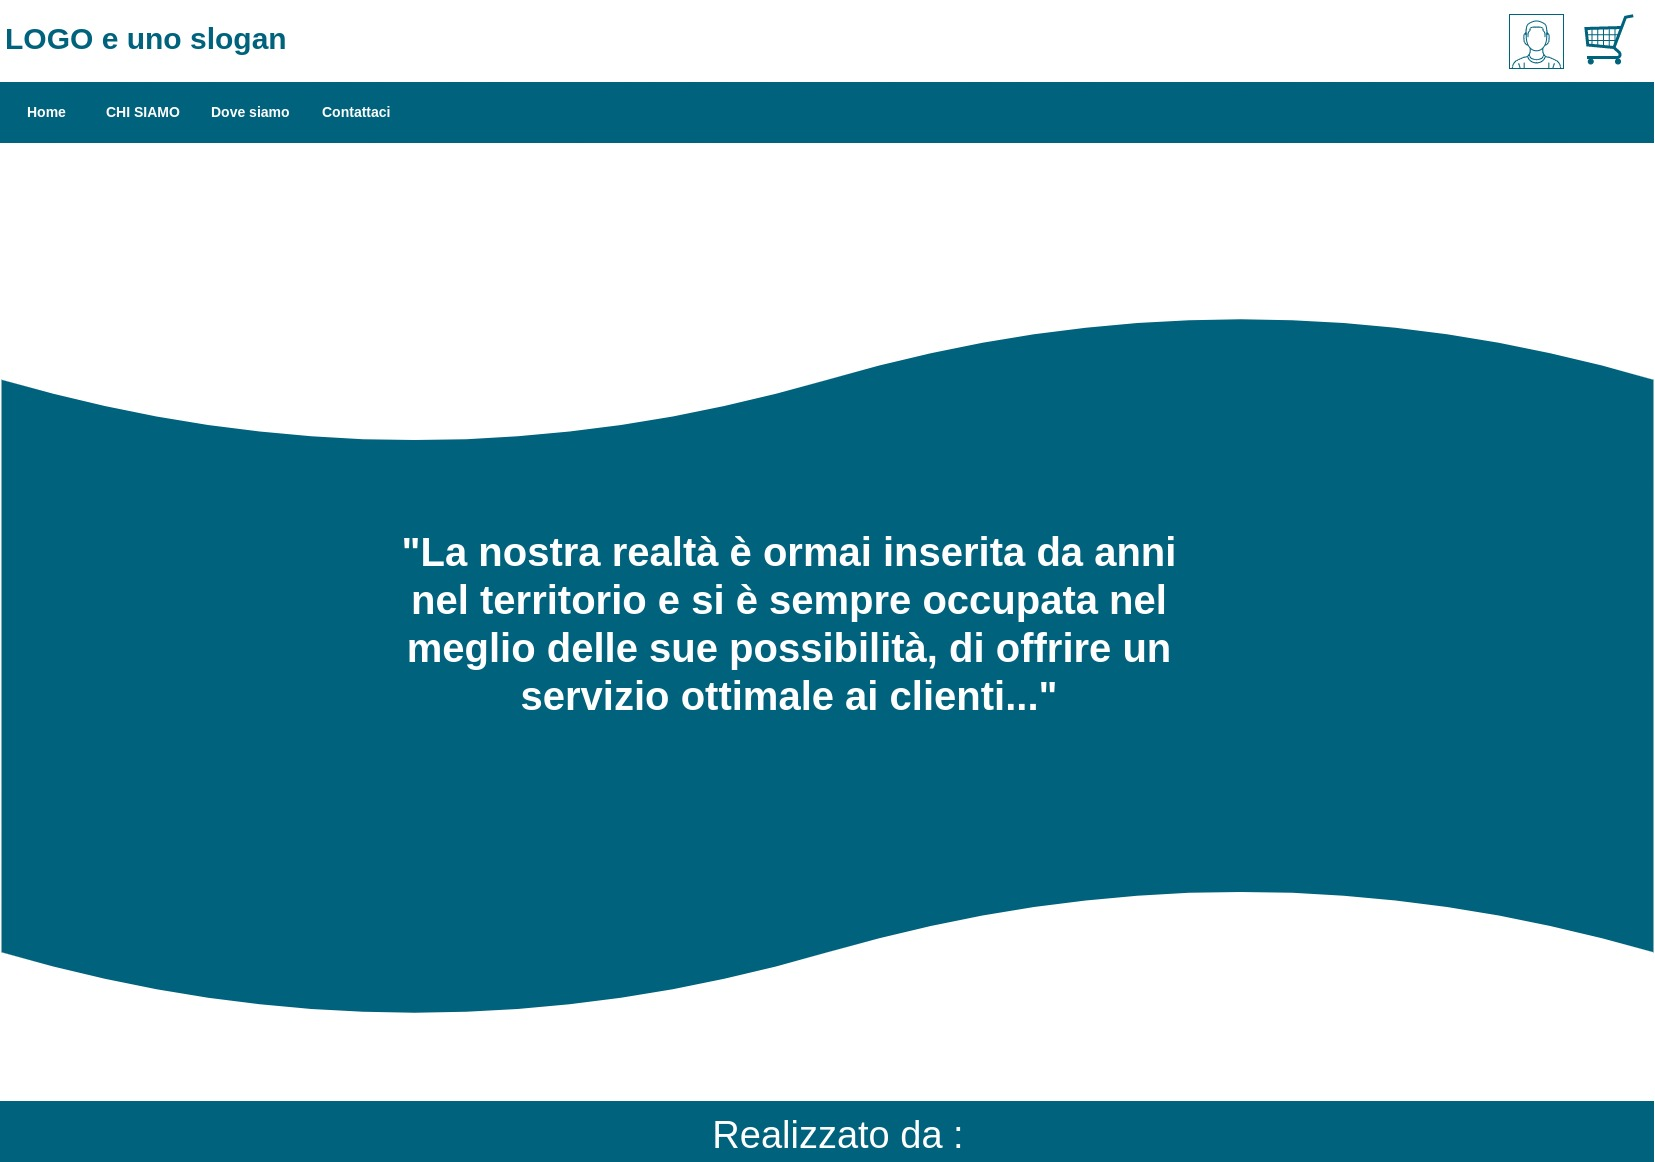 LOGO e uno slogan
Home CHI SIAMO Dove siamo Contattaci
"La nostra realtà è ormai inserita da anni
nel territorio e si è sempre occupata nel
meglio delle sue possibilità, di offrire un
servizio ottimale ai clienti..."
Realizzato da :